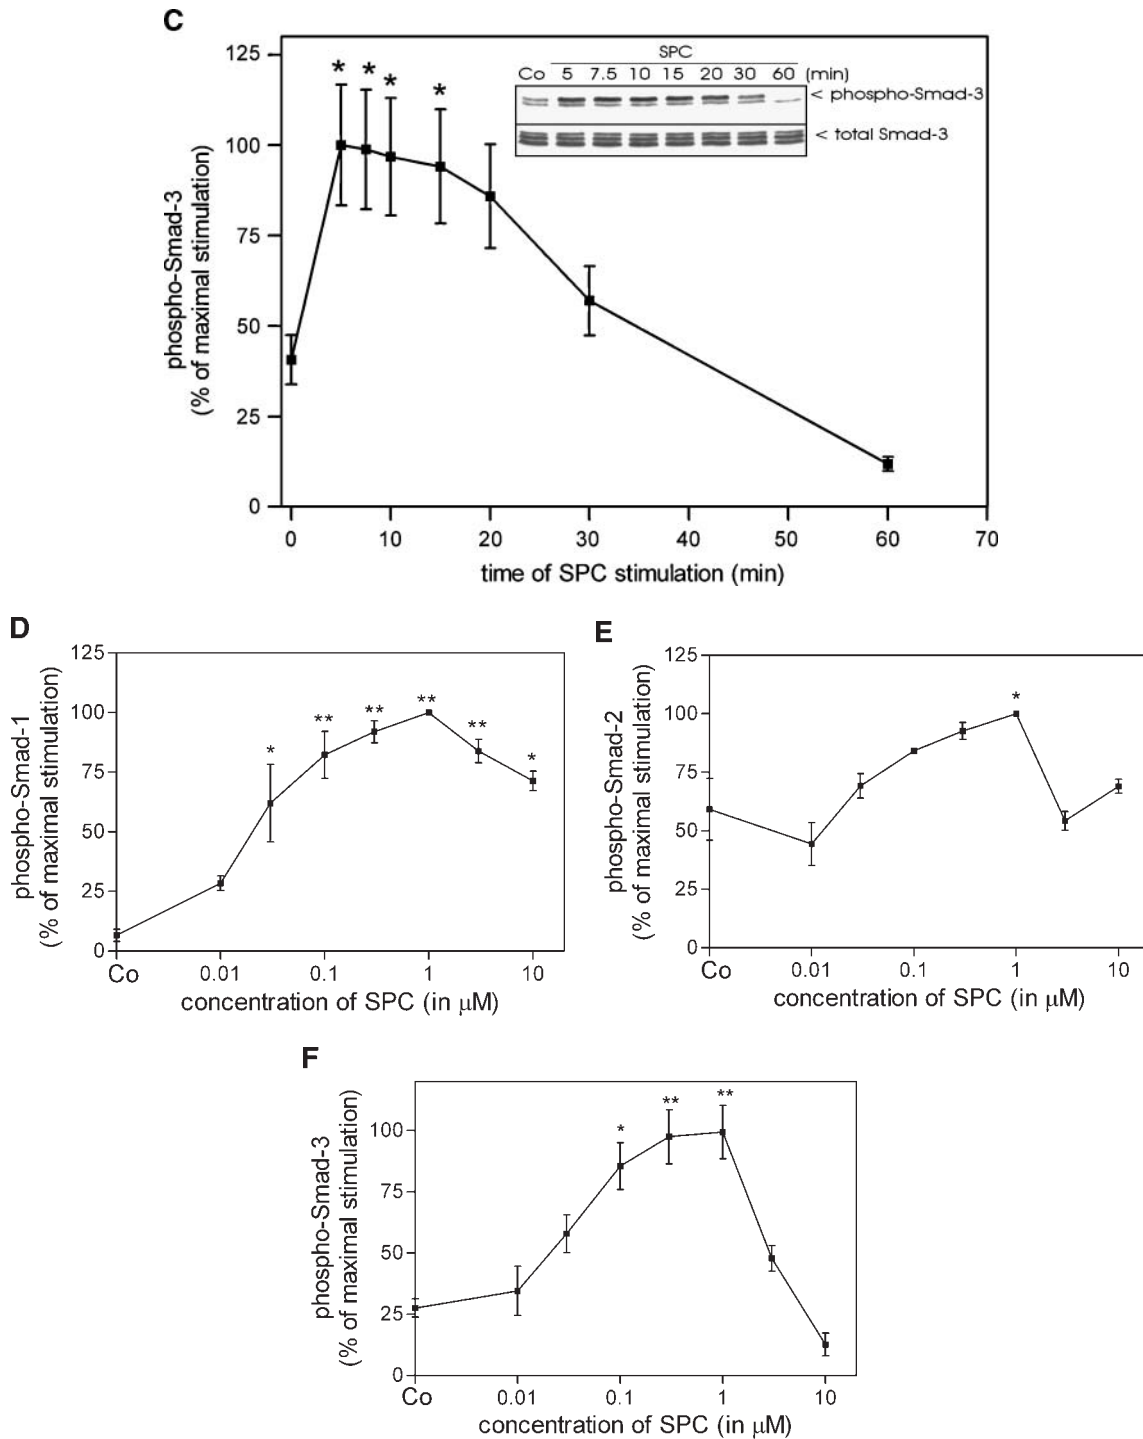 C
phospho-Smad-3
(% of maximal stimulation)
125
100
75
50
25
0
* * * *
SPC
Co 5 7.5 10 15 20 30 60 (min)
< phospho-Smad-3
< total Smad-3
0 10 20 30 40 50 60 70
time of SPC stimulation (min)
D
phospho-Smad-1
(% of maximal stimulation)
125
100
75
50
25
0
* ** ** ** ** *
Co 0.01 0.1 1 10
concentration of SPC (in μM)
E
phospho-Smad-2
(% of maximal stimulation)
125
100
75
50
25
0
*
Co 0.01 0.1 1 10
concentration of SPC (in μM)
F
phospho-Smad-3
(% of maximal stimulation)
100
75
50
25
0
* ** **
Co 0.01 0.1 1 10
concentration of SPC (in μM)